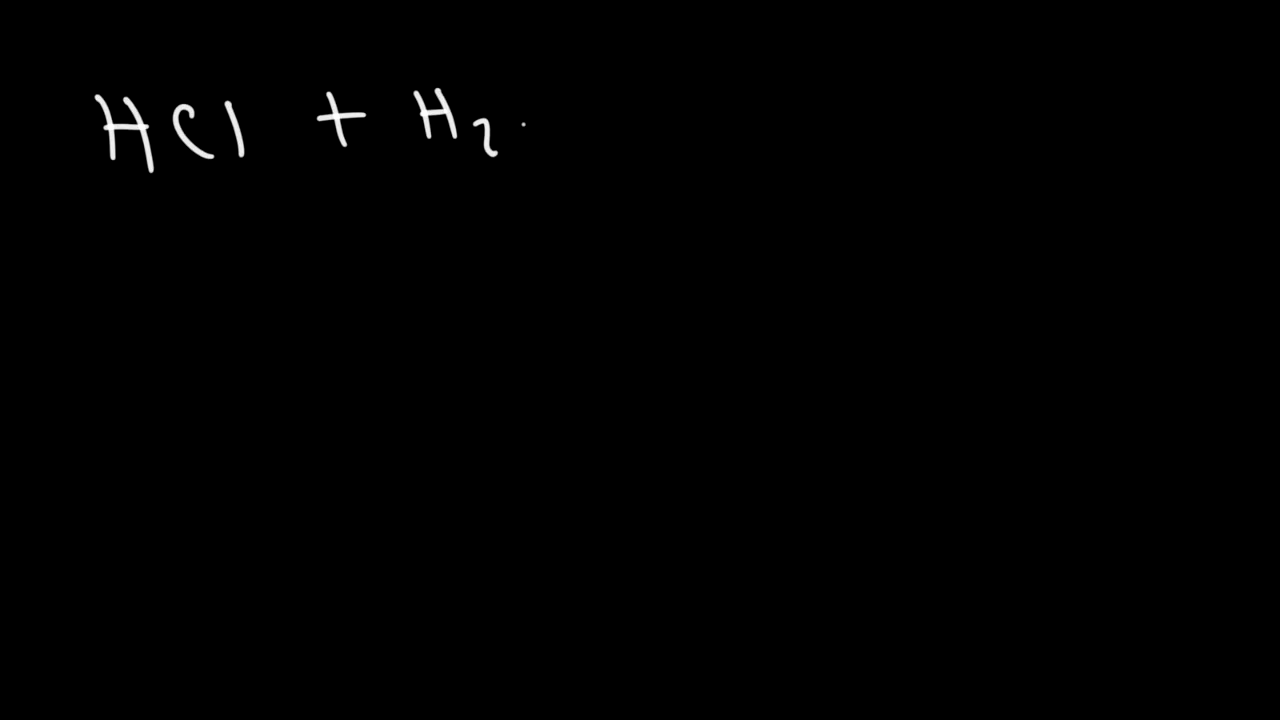 HCl + H₂